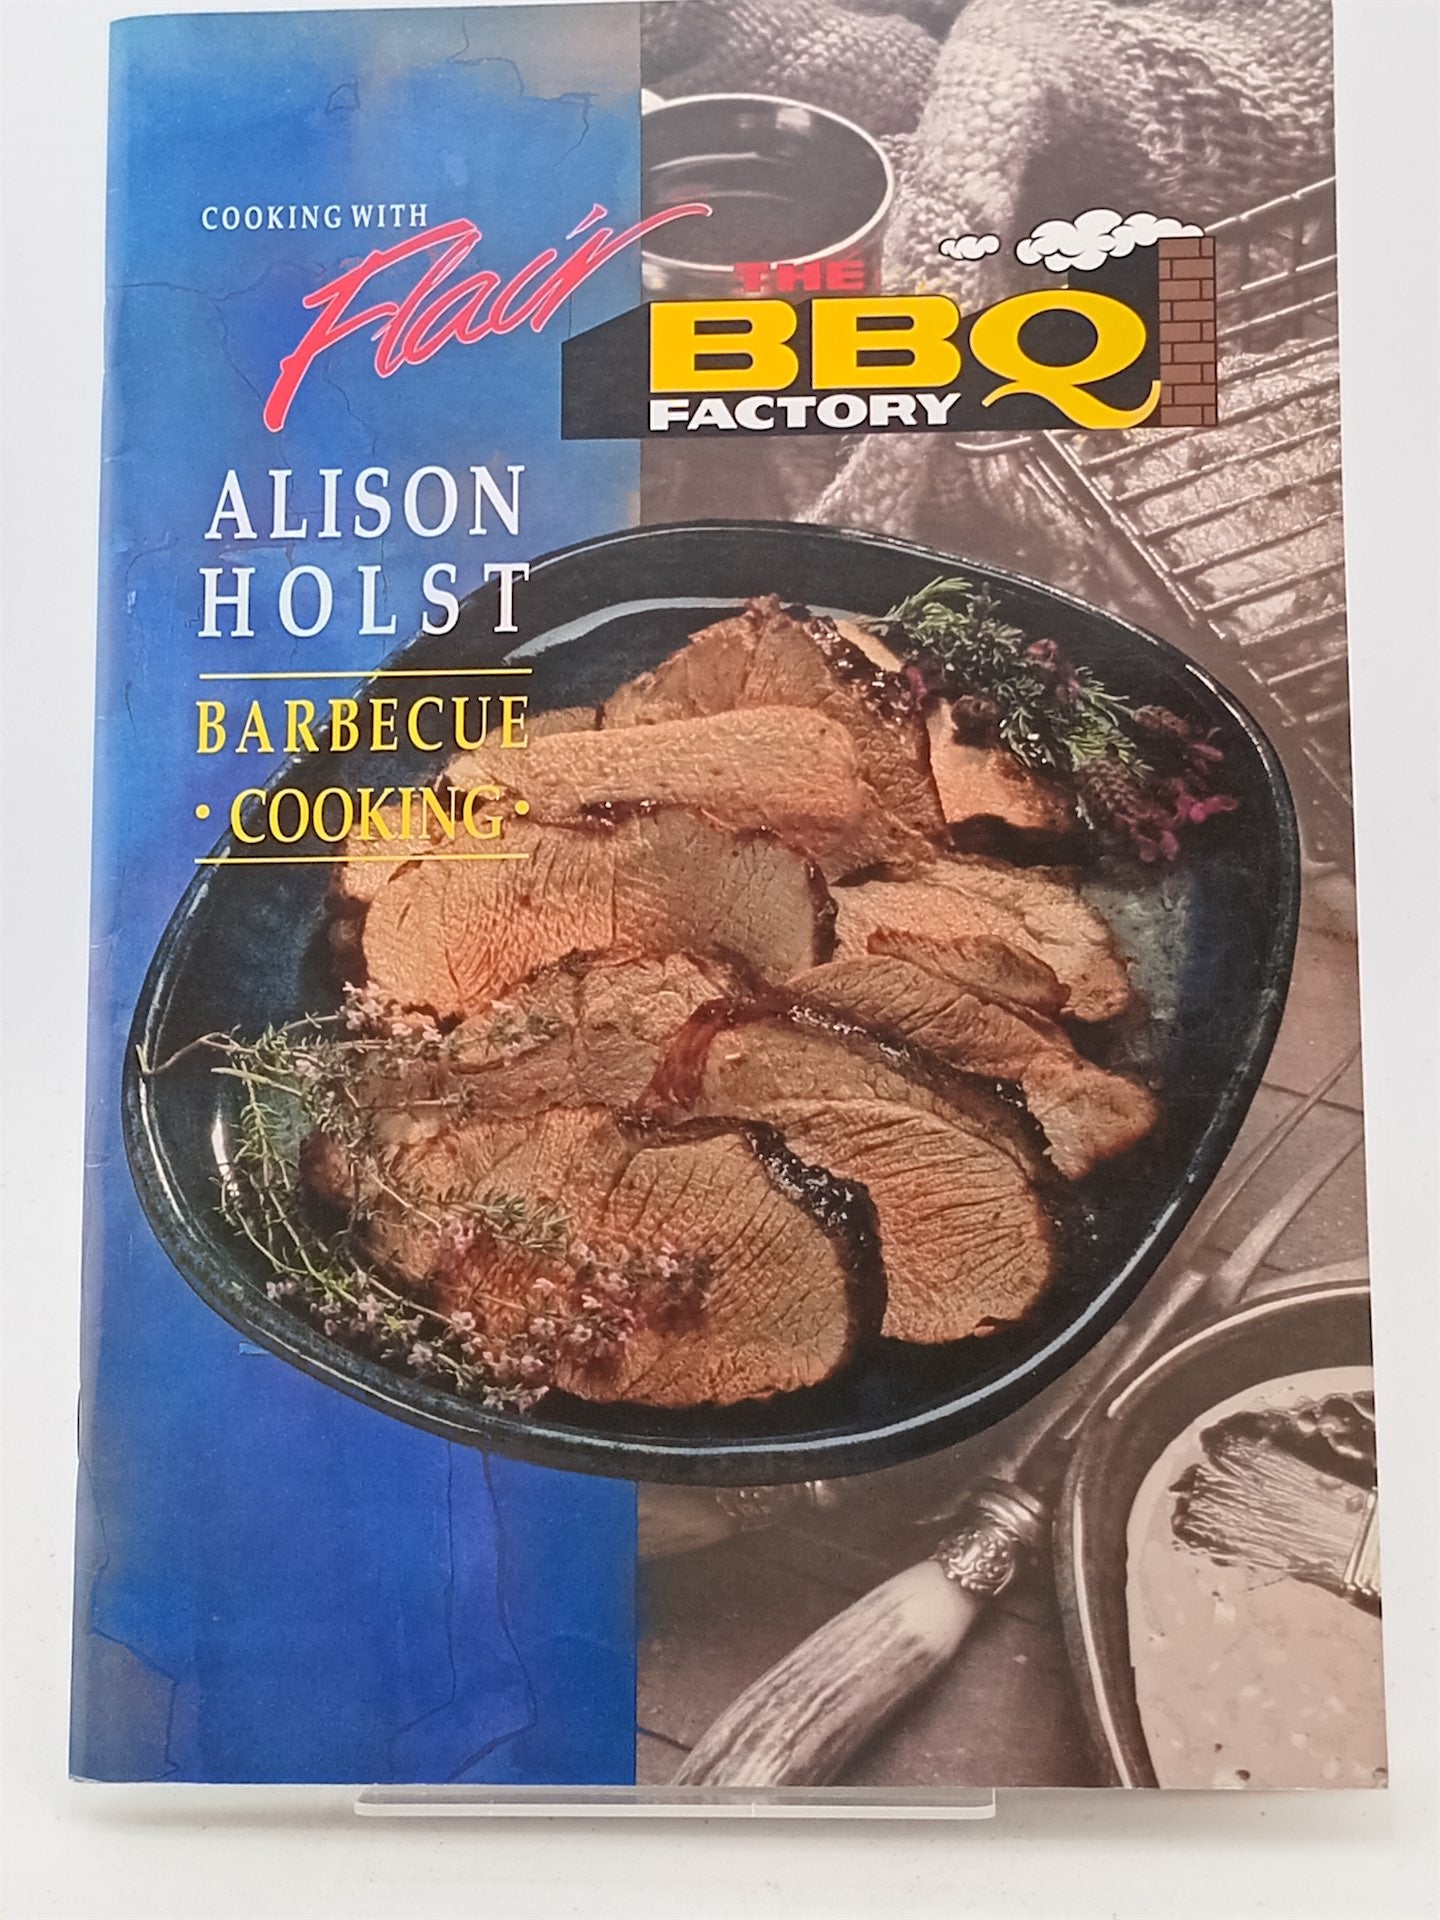 COOKING WITH
Flair
THE
BBQ
FACTORY
ALISON
HOLST
BARBECUE
· COOKING ·